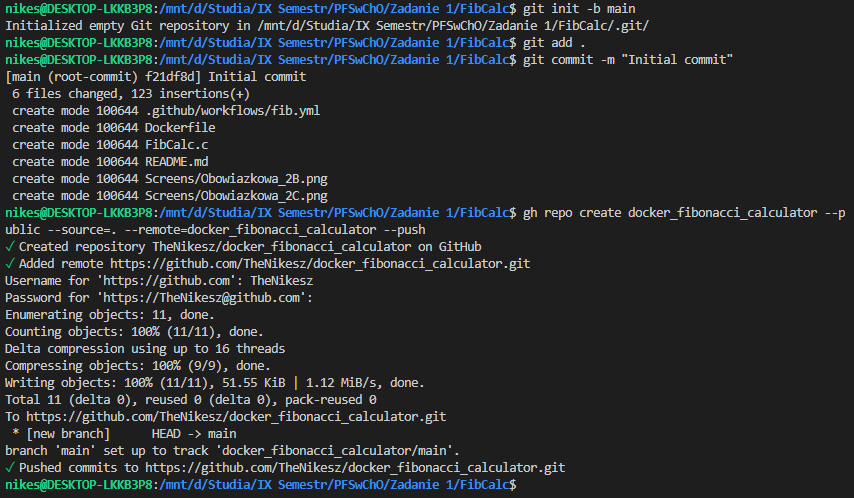 nikes@DESKTOP-LKKB3P8:/mnt/d/Studia/IX Semestr/PFSwChO/Zadanie 1/FibCalc$ git init -b main
Initialized empty Git repository in /mnt/d/Studia/IX Semestr/PFSwChO/Zadanie 1/FibCalc/.git/
nikes@DESKTOP-LKKB3P8:/mnt/d/Studia/IX Semestr/PFSwChO/Zadanie 1/FibCalc$ git add .
nikes@DESKTOP-LKKB3P8:/mnt/d/Studia/IX Semestr/PFSwChO/Zadanie 1/FibCalc$ git commit -m "Initial commit"
[main (root-commit) f21df8d] Initial commit
 6 files changed, 123 insertions(+)
 create mode 100644 .github/workflows/fib.yml
 create mode 100644 Dockerfile
 create mode 100644 FibCalc.c
 create mode 100644 README.md
 create mode 100644 Screens/Obowiazkowa_2B.png
 create mode 100644 Screens/Obowiazkowa_2C.png
nikes@DESKTOP-LKKB3P8:/mnt/d/Studia/IX Semestr/PFSwChO/Zadanie 1/FibCalc$ gh repo create docker_fibonacci_calculator --p
ublic --source=. --remote=docker_fibonacci_calculator --push
✓ Created repository TheNikesz/docker_fibonacci_calculator on GitHub
✓ Added remote https://github.com/TheNikesz/docker_fibonacci_calculator.git
Username for 'https://github.com': TheNikesz
Password for 'https://TheNikesz@github.com':
Enumerating objects: 11, done.
Counting objects: 100% (11/11), done.
Delta compression using up to 16 threads
Compressing objects: 100% (9/9), done.
Writing objects: 100% (11/11), 51.55 KiB | 1.12 MiB/s, done.
Total 11 (delta 0), reused 0 (delta 0), pack-reused 0
To https://github.com/TheNikesz/docker_fibonacci_calculator.git
 * [new branch]      HEAD -> main
branch 'main' set up to track 'docker_fibonacci_calculator/main'.
✓ Pushed commits to https://github.com/TheNikesz/docker_fibonacci_calculator.git
nikes@DESKTOP-LKKB3P8:/mnt/d/Studia/IX Semestr/PFSwChO/Zadanie 1/FibCalc$